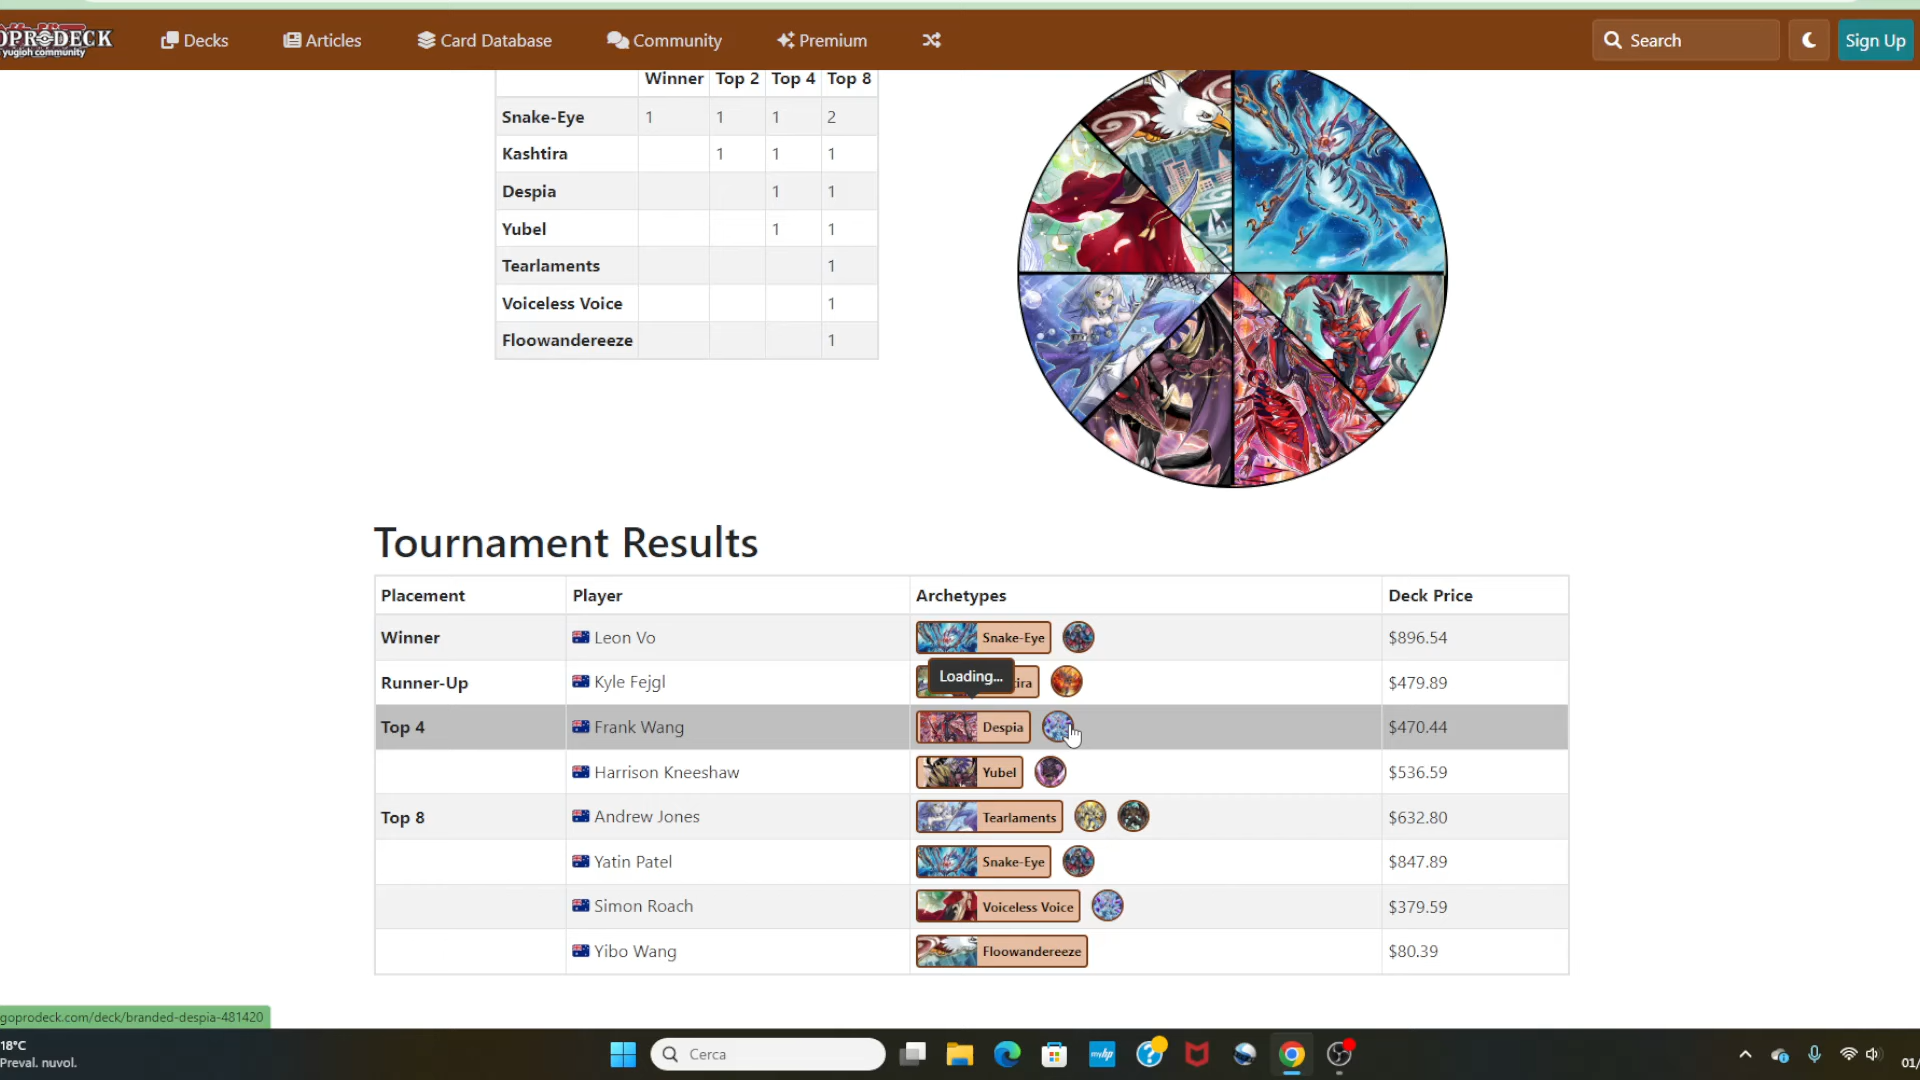 OPRODECK
yugioh community
Decks
Articles
Card Database
Community
Premium
Search
Sign Up
Winner Top 2 Top 4 Top 8
Snake-Eye 1 1 1 2
Kashtira 1 1 1
Despia 1 1
Yubel 1 1
Tearlaments 1
Voiceless Voice 1
Floowandereeze 1
Tournament Results
Placement Player Archetypes Deck Price
Winner Leon Vo Snake-Eye $896.54
Loading...
Runner-Up Kyle Fejgl ira $479.89
Top 4 Frank Wang Despia $470.44
Harrison Kneeshaw Yubel $536.59
Top 8 Andrew Jones Tearlaments $632.80
Yatin Patel Snake-Eye $847.89
Simon Roach Voiceless Voice $379.59
Yibo Wang Floowandereeze $80.39
goprodeck.com/deck/branded-despia-481420
18°C
Preval. nuvol.
Cerca
myhp
01/